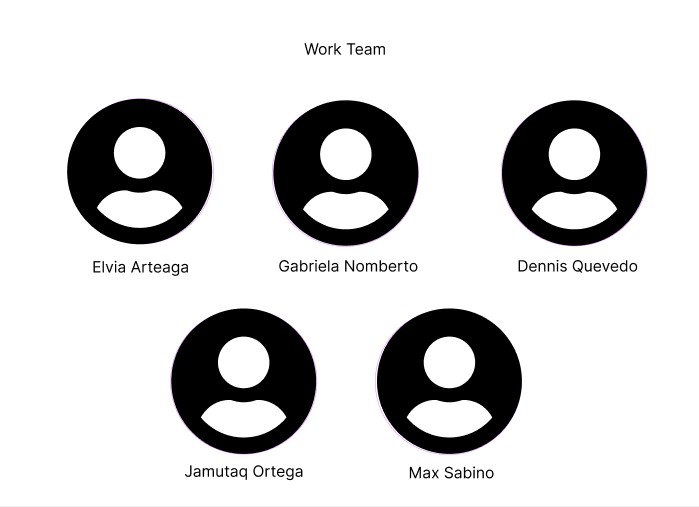 Work Team
Elvia Arteaga
Gabriela Nomberto
Dennis Quevedo
Jamutaq Ortega
Max Sabino